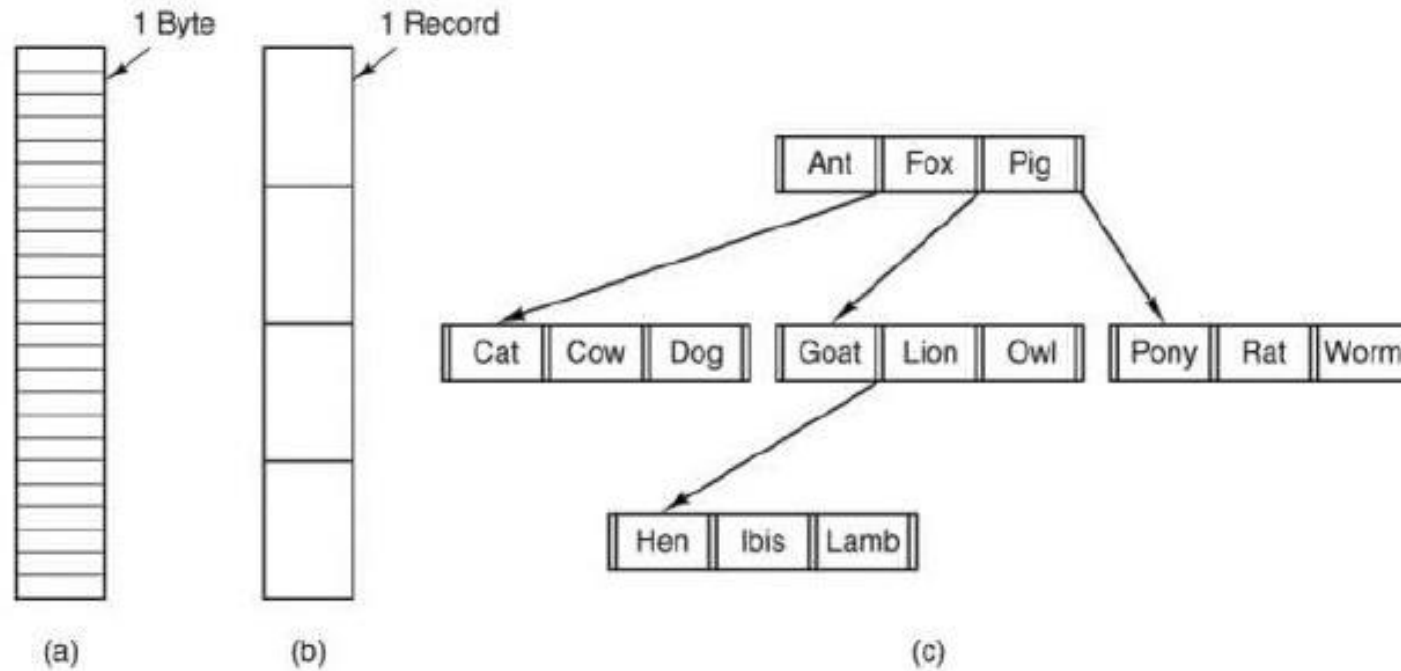 1 Byte
1 Record
Ant Fox Pig
Cat Cow Dog
Goat Lion Owl
Pony Rat Worm
Hen Ibis Lamb
(a)
(b)
(c)